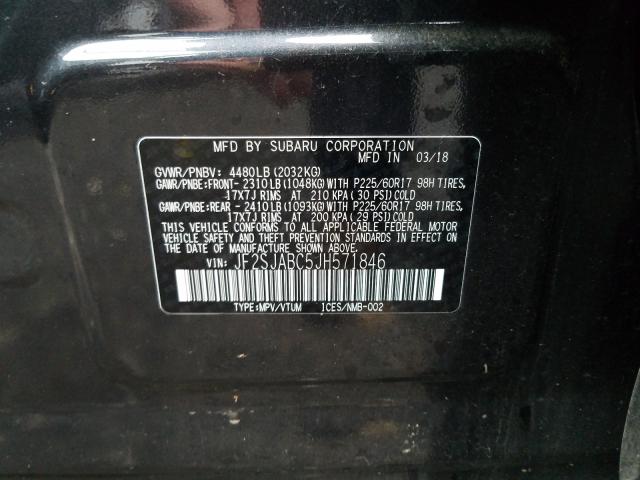 MFD BY SUBARU CORPORATION
MFD IN 03/18
GVWR/PNBV: 4480LB (2032KG)
GAWR/PNBE:FRONT- 2310LB (1048KG) WITH P225/60R17 98H TIRES,
17X7J RIMS AT 210 KPA (30 PSI) COLD
GAWR/PNBE:REAR - 2410LB (1093KG) WITH P225/60R17 98H TIRES,
17X7J RIMS AT 200 KPA (29 PSI) COLD
THIS VEHICLE CONFORMS TO ALL APPLICABLE FEDERAL MOTOR
VEHICLE SAFETY AND THEFT PREVENTION STANDARDS IN EFFECT
ON THE DATE OF MANUFACTURE SHOWN ABOVE.
VIN: JF2SJABC5JH571846
TYPE:MPV/VTUM ICES/NMB-002